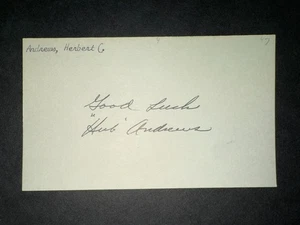 Andrews, Herbert C.
Good Luck
"Hub" Andrews